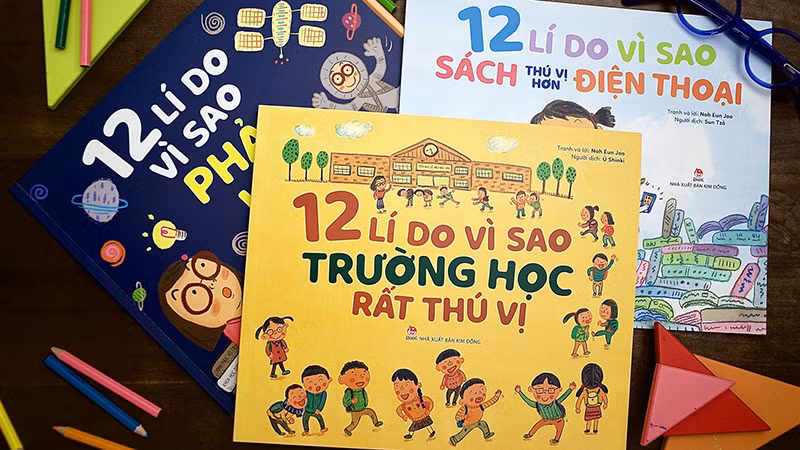 12 LÍ DO
VÌ SAO
12 LÍ DO VÌ SAO
SÁCH THÚ VỊ HƠN ĐIỆN THOẠI
Tranh và lời: Noh Eun Joo
Người dịch: Sun Tzô
NHÀ XUẤT BẢN KIM ĐỒNG
Tranh và lời: Noh Eun Joo
Người dịch: Ú Shinki
12 LÍ DO VÌ SAO
TRƯỜNG HỌC
RẤT THÚ VỊ
NHÀ XUẤT BẢN KIM ĐỒNG